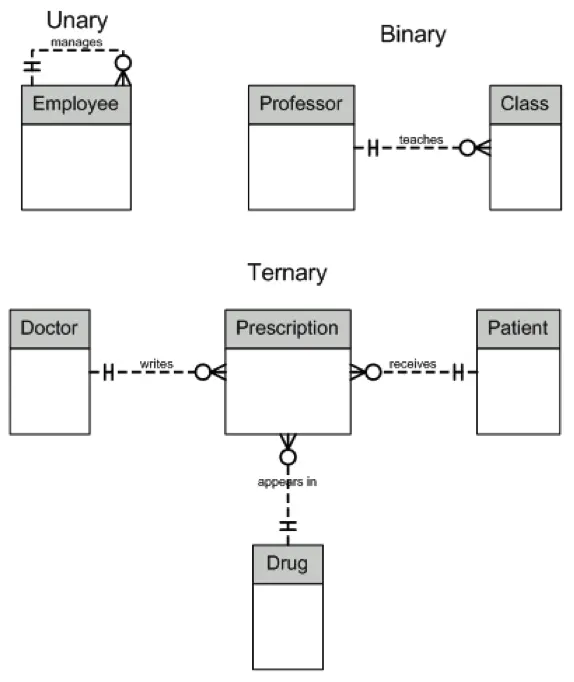 Unary
manages
Employee
Binary
Professor
teaches
Class
Ternary
Doctor
writes
Prescription
receives
Patient
appears in
Drug